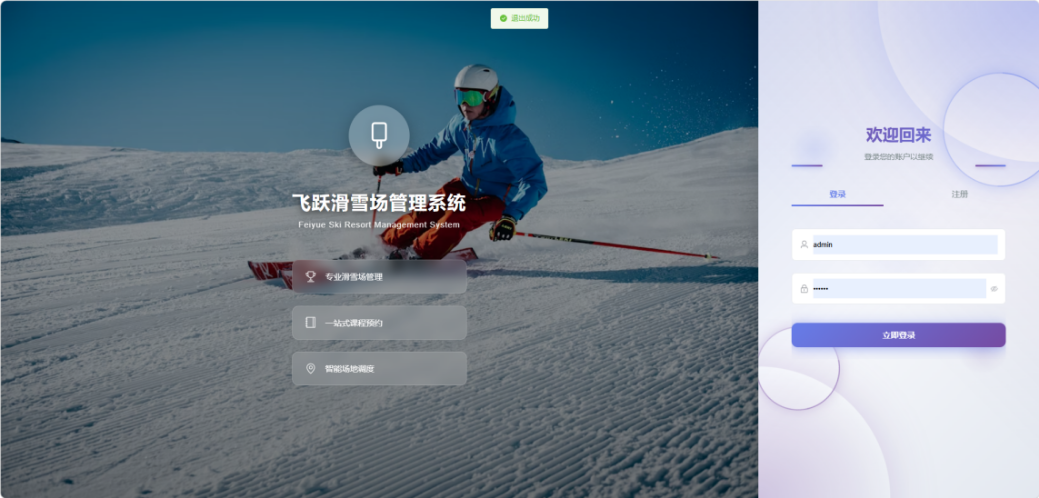 退出成功
飞跃滑雪场管理系统
Feiyue Ski Resort Management System
专业滑雪场管理
一站式课程预约
智能场地调度
欢迎回来
登录您的账户以继续
登录
注册
admin
••••••
立即登录